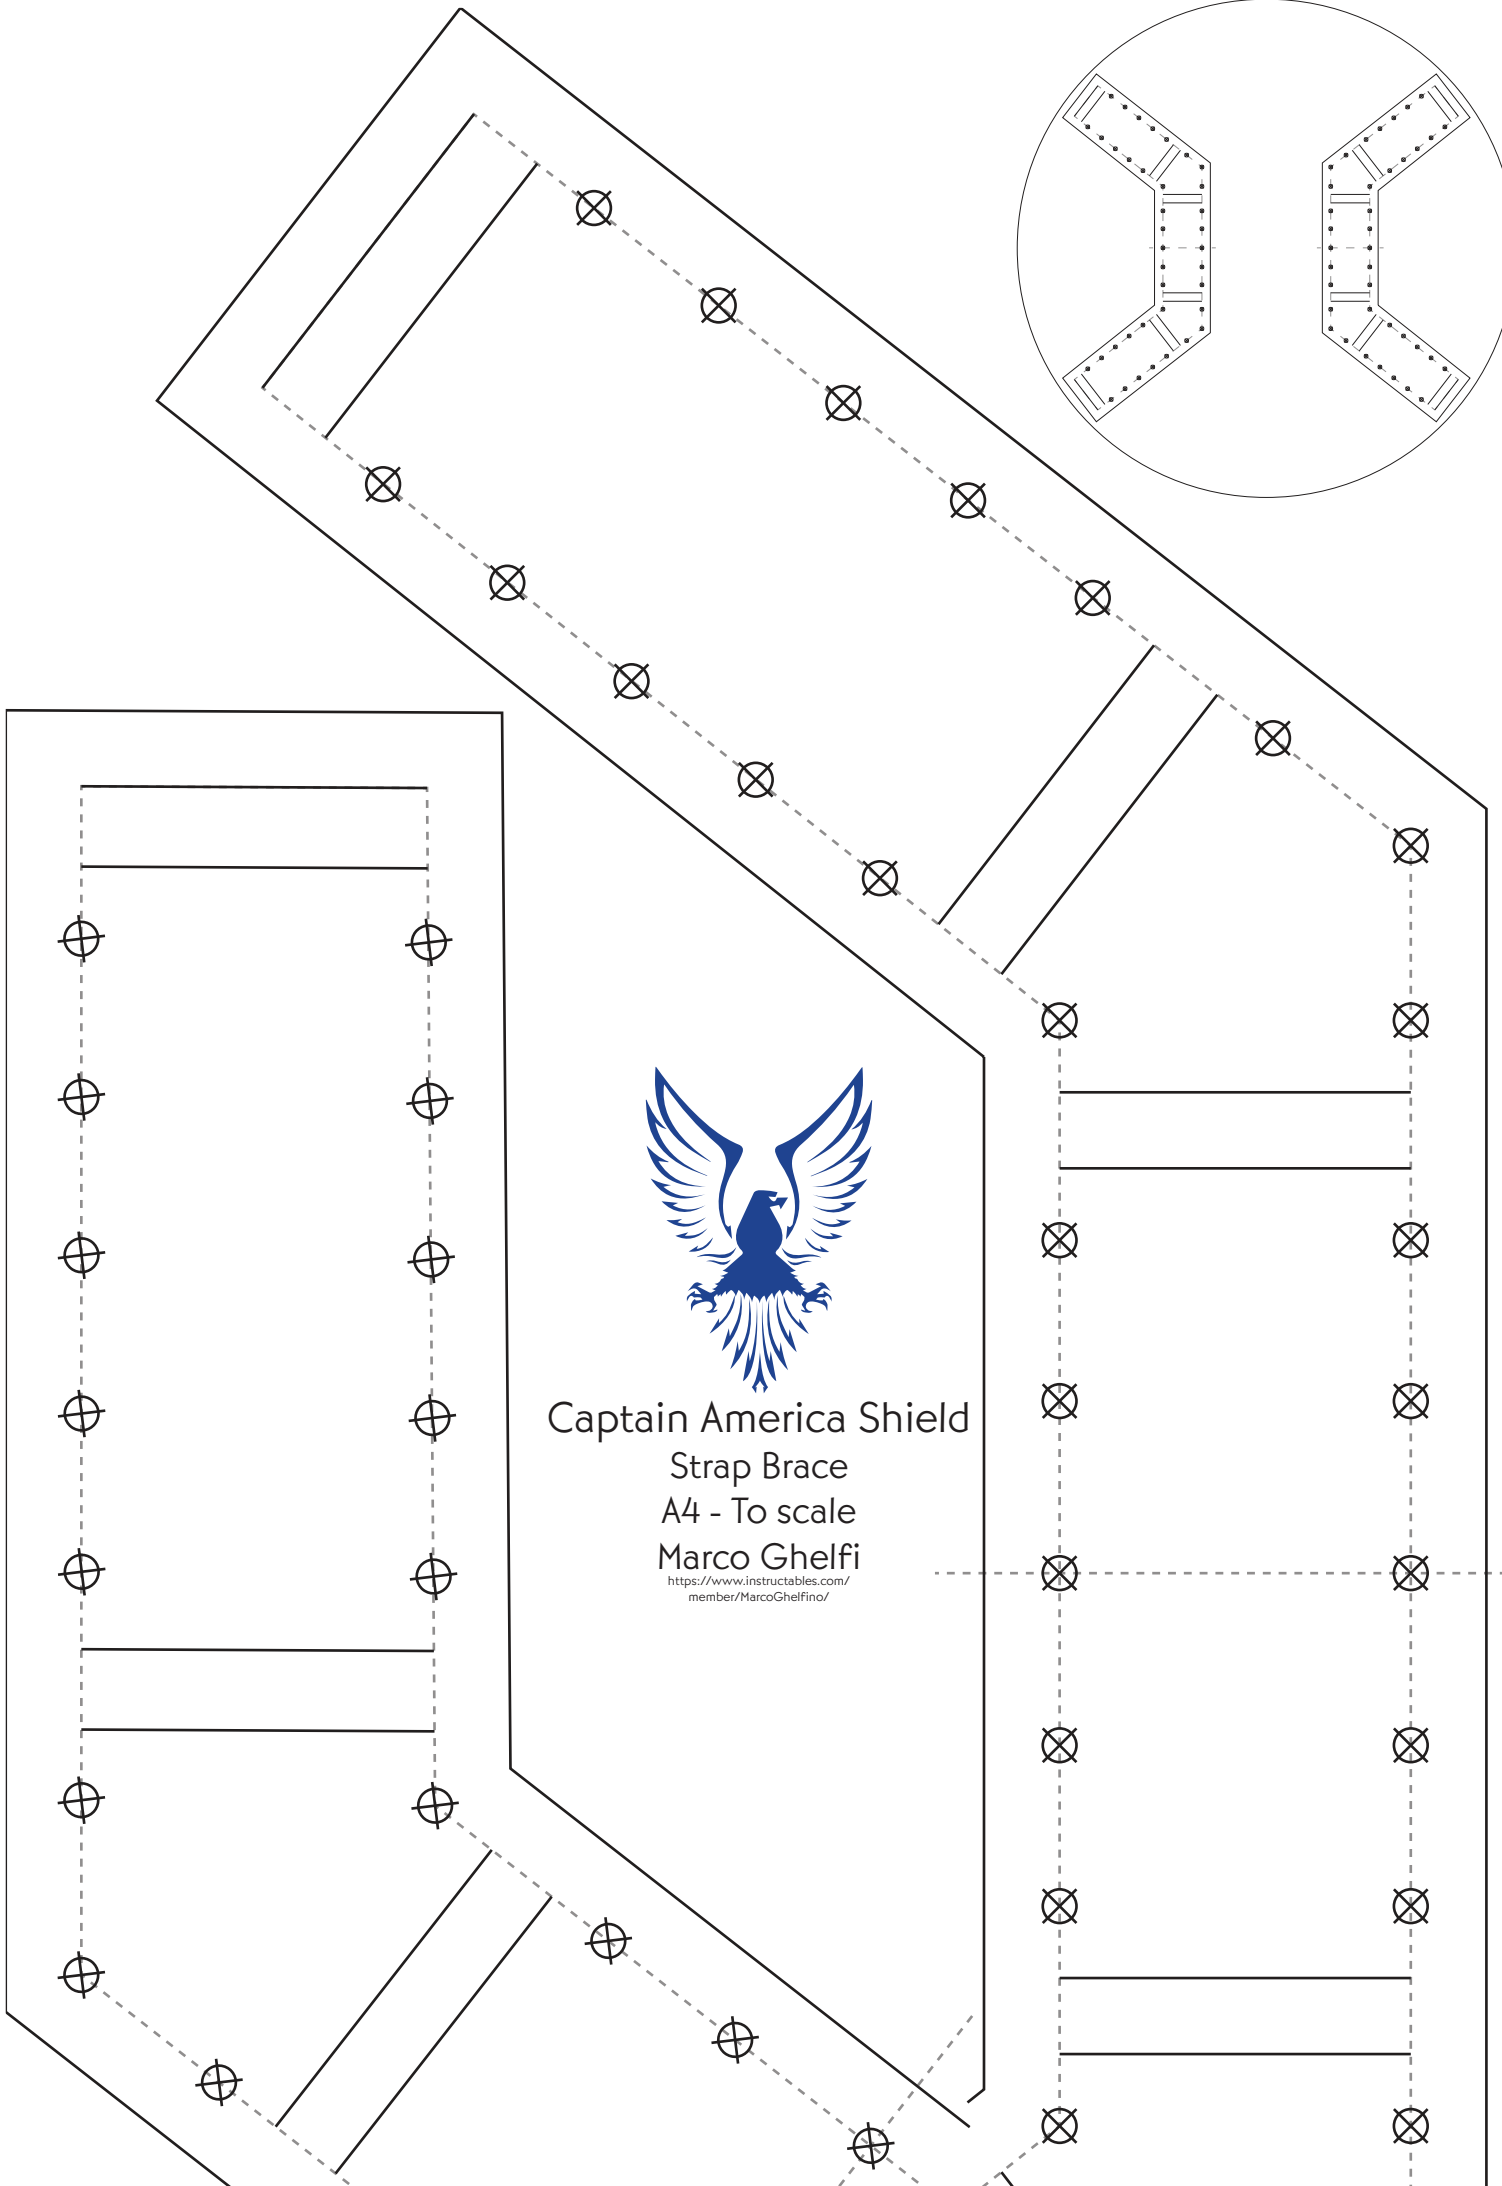 Captain America Shield
Strap Brace
A4 - To scale
Marco Ghelfi
https://www.instructables.com/
member/MarcoGhelfino/